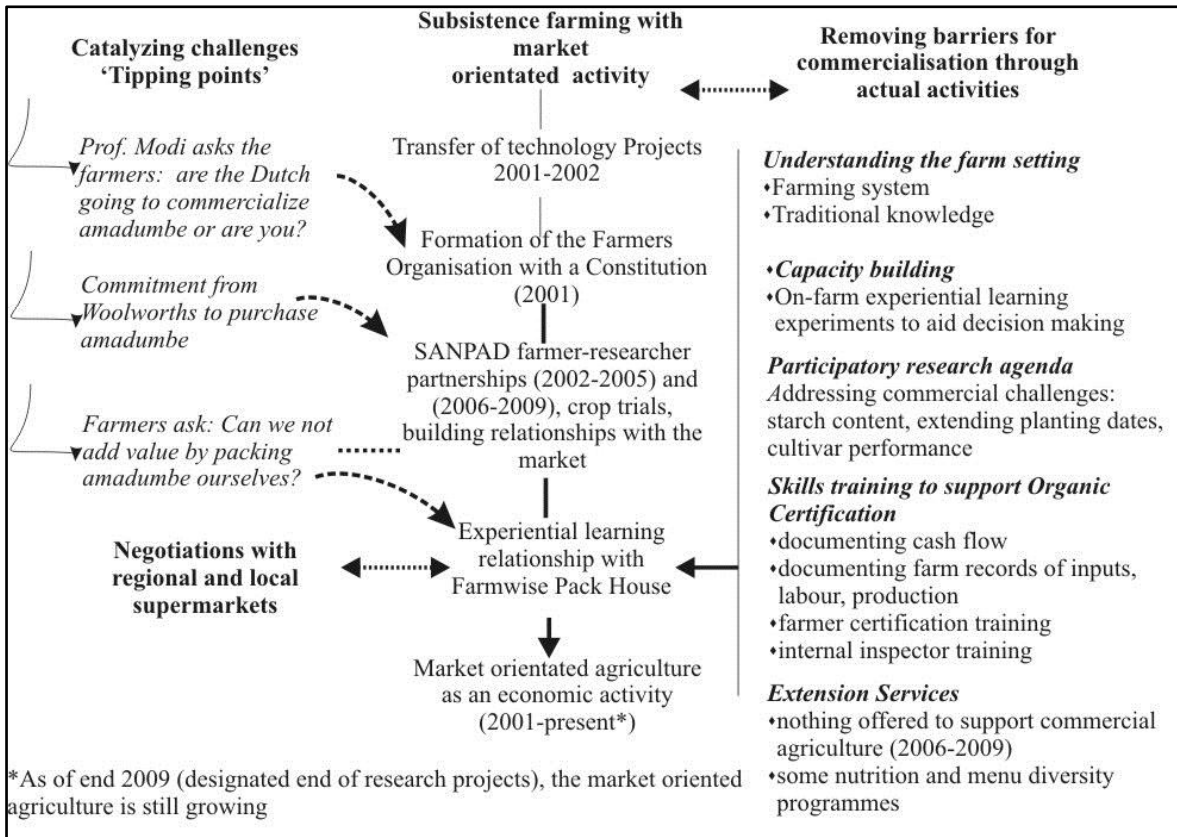 Catalyzing challenges
‘Tipping points’
Prof. Modi asks the
farmers:  are the Dutch
going to commercialize
amadumbe or are you?
Commitment from
Woolworths to purchase
amadumbe
Farmers ask: Can we not
add value by packing
amadumbe ourselves?
Negotiations with
regional and local
supermarkets
Subsistence farming with
market
orientated  activity
Transfer of technology Projects
2001-2002
Formation of the Farmers
Organisation with a Constitution
(2001)
SANPAD farmer-researcher
partnerships (2002-2005) and
(2006-2009), crop trials,
building relationships with the
market
Experiential learning
relationship with
Farmwise Pack House
Market orientated agriculture
as an economic activity
(2001-present*)
Removing barriers for
commercialisation through
actual activities
Understanding the farm setting
♦Farming system
♦Traditional knowledge
♦Capacity building
♦On-farm experiential learning
experiments to aid decision making
Participatory research agenda
Addressing commercial challenges:
starch content, extending planting dates,
cultivar performance
Skills training to support Organic
Certification
♦documenting cash flow
♦documenting farm records of inputs,
labour, production
♦farmer certification training
♦internal inspector training
Extension Services
♦nothing offered to support commercial
agriculture (2006-2009)
♦some nutrition and menu diversity
programmes
*As of end 2009 (designated end of research projects), the market oriented
agriculture is still growing